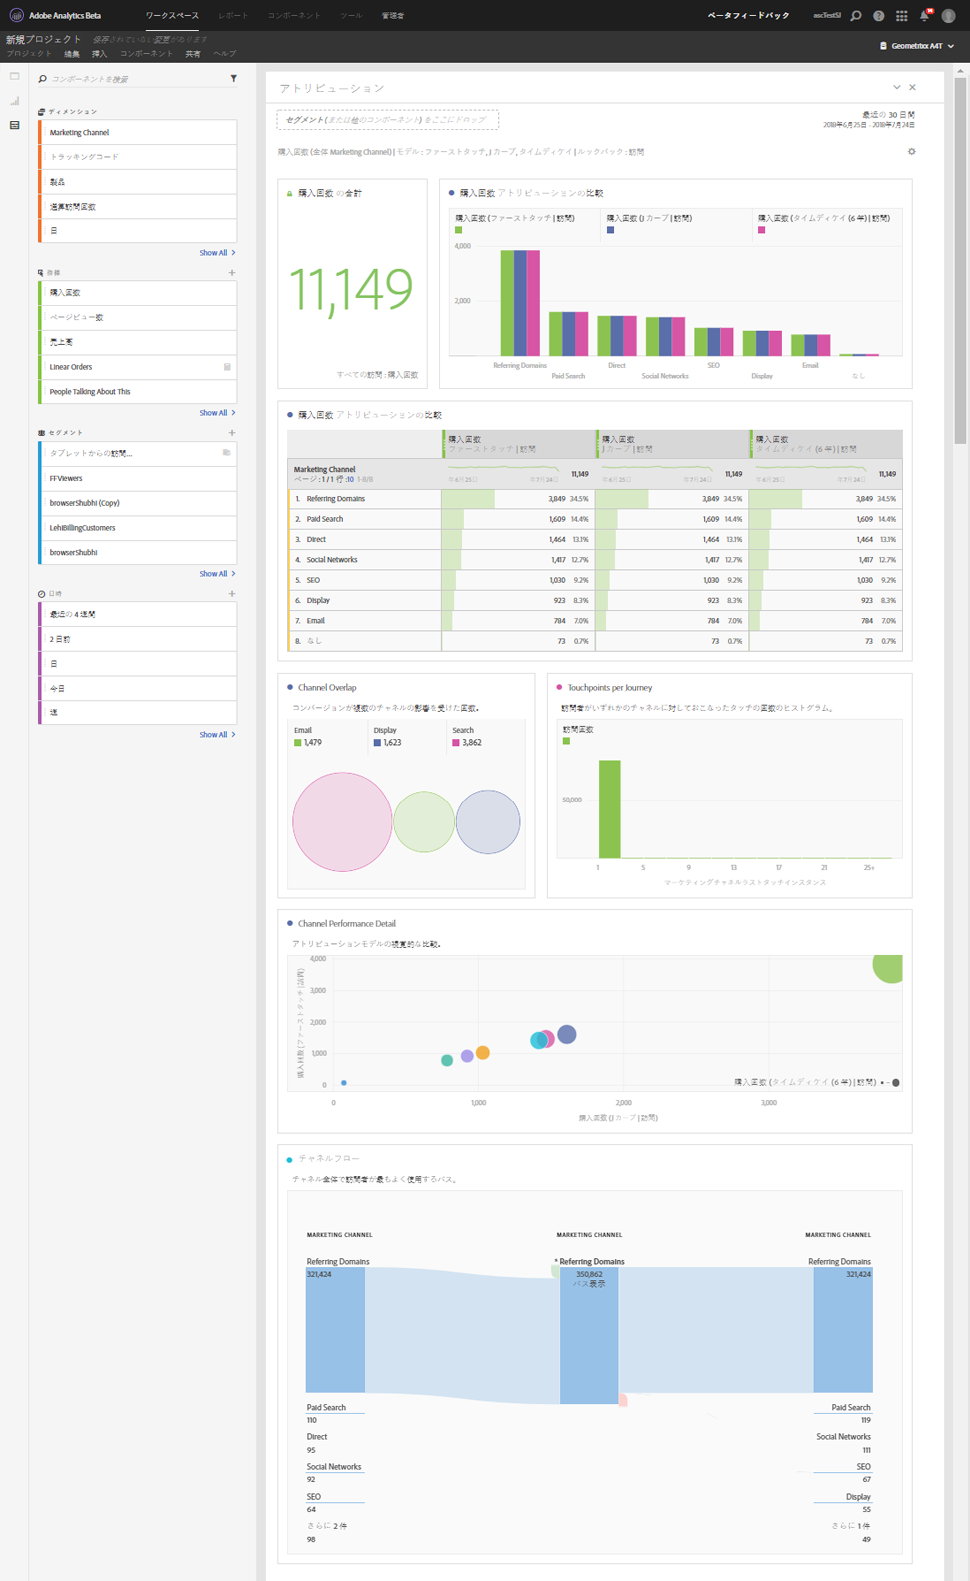 Adobe Analytics Beta
ワークスペース レポート コンポーネント ツール 管理者
ベータフィードバック ascTestSI
新規プロジェクト 保存されていない変更があります
プロジェクト 編集 挿入 コンポーネント 共有 ヘルプ
Geometrixx A4T
コンポーネントを検索
ディメンション
Marketing Channel
トラッキングコード
製品
通算訪問回数
日
Show All
指標
購入回数
ページビュー数
売上高
Linear Orders
People Talking About This
Show All
セグメント
タブレットからの訪問...
FFViewers
browserShubhi (Copy)
LehiBillingCustomers
browserShubhi
Show All
日時
最近の 4 週間
2 日前
日
今日
週
Show All
アトリビューション
セグメント(または他のコンポーネント) をここにドロップ
最近の 30 日間
2018年6月25日 - 2018年7月24日
購入回数 (全体 Marketing Channel) | モデル : ファーストタッチ, J カーブ, タイムディケイ | ルックバック : 訪問
購入回数 の合計
11,149
すべての訪問 : 購入回数
購入回数 アトリビューションの比較
購入回数 (ファーストタッチ | 訪問) 購入回数 (J カーブ | 訪問) 購入回数 (タイムディケイ (6 年) | 訪問)
4,000
2,000
Referring Domains Paid Search Direct Social Networks SEO Display Email なし
購入回数 アトリビューションの比較
購入回数 ファーストタッチ | 訪問
購入回数 J カーブ | 訪問
購入回数 タイムディケイ (6 年) | 訪問
Marketing Channel 11,149 11,149 11,149
ページ : 1 / 1 行 : 10 1-8/8 年6月25日 年7月24日 年6月25日 年7月24日 年6月25日 年7月24日
1. Referring Domains 3,849 34.5% 3,849 34.5% 3,849 34.5%
2. Paid Search 1,609 14.4% 1,609 14.4% 1,609 14.4%
3. Direct 1,464 13.1% 1,464 13.1% 1,464 13.1%
4. Social Networks 1,417 12.7% 1,417 12.7% 1,417 12.7%
5. SEO 1,030 9.2% 1,030 9.2% 1,030 9.2%
6. Display 923 8.3% 923 8.3% 923 8.3%
7. Email 784 7.0% 784 7.0% 784 7.0%
8. なし 73 0.7% 73 0.7% 73 0.7%
Channel Overlap
コンバージョンが複数のチャネルの影響を受けた回数。
Email Display Search
1,479 1,623 3,862
Touchpoints per Journey
訪問者がいずれかのチャネルに対しておこなったタッチの回数のヒストグラム。
訪問回数
50,000
1 5 9 13 17 21 25+
マーケティングチャネルラストタッチインスタンス
Channel Performance Detail
アトリビューションモデルの視覚的な比較。
購入回数 (ファーストタッチ | 訪問)
4,000
3,000
2,000
1,000
0
購入回数 (タイムディケイ (6 年) | 訪問)
0 1,000 2,000 3,000
購入回数 (J カーブ | 訪問)
チャネルフロー
チャネル全体で訪問者が最もよく使用するパス。
MARKETING CHANNEL MARKETING CHANNEL MARKETING CHANNEL
Referring Domains * Referring Domains Referring Domains
321,424 350,862 321,424
パス表示
Paid Search Paid Search
110 119
Direct Social Networks
95 111
Social Networks SEO
92 67
SEO Display
64 55
さらに 2 件 さらに 1 件
98 49